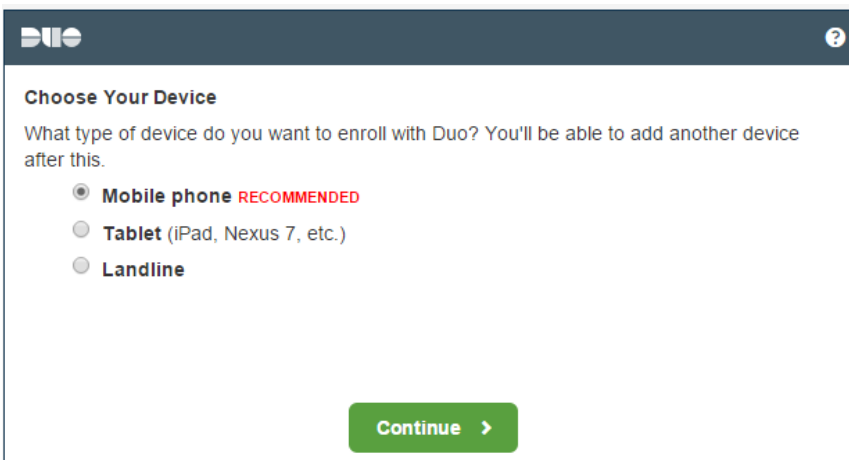 DUO
?
Choose Your Device
What type of device do you want to enroll with Duo? You'll be able to add another device
after this.
Mobile phone RECOMMENDED
Tablet (iPad, Nexus 7, etc.)
Landline
Continue >